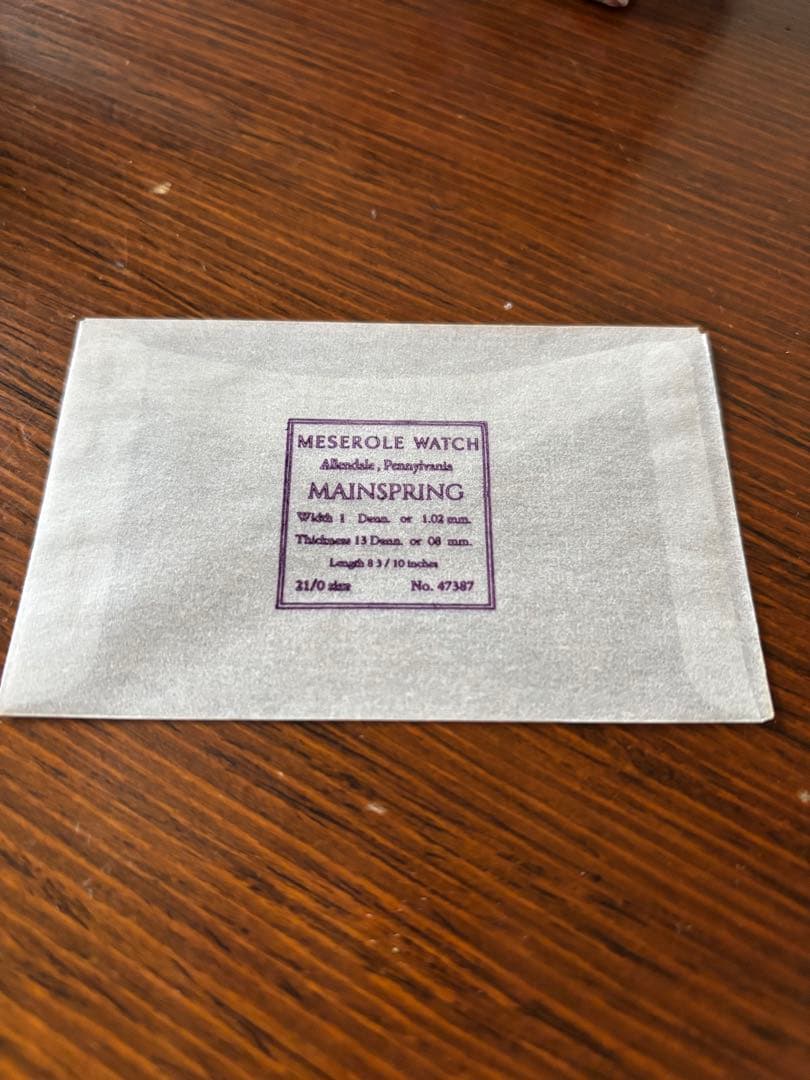 MESEROLE WATCH
Allendale, Pennylvania
MAINSPRING
Width 1 Denn. or 1.02 mm.
Thickness 13 Denn. or 08 mm.
Length 8 3/10 inches
21/0 size No. 47387